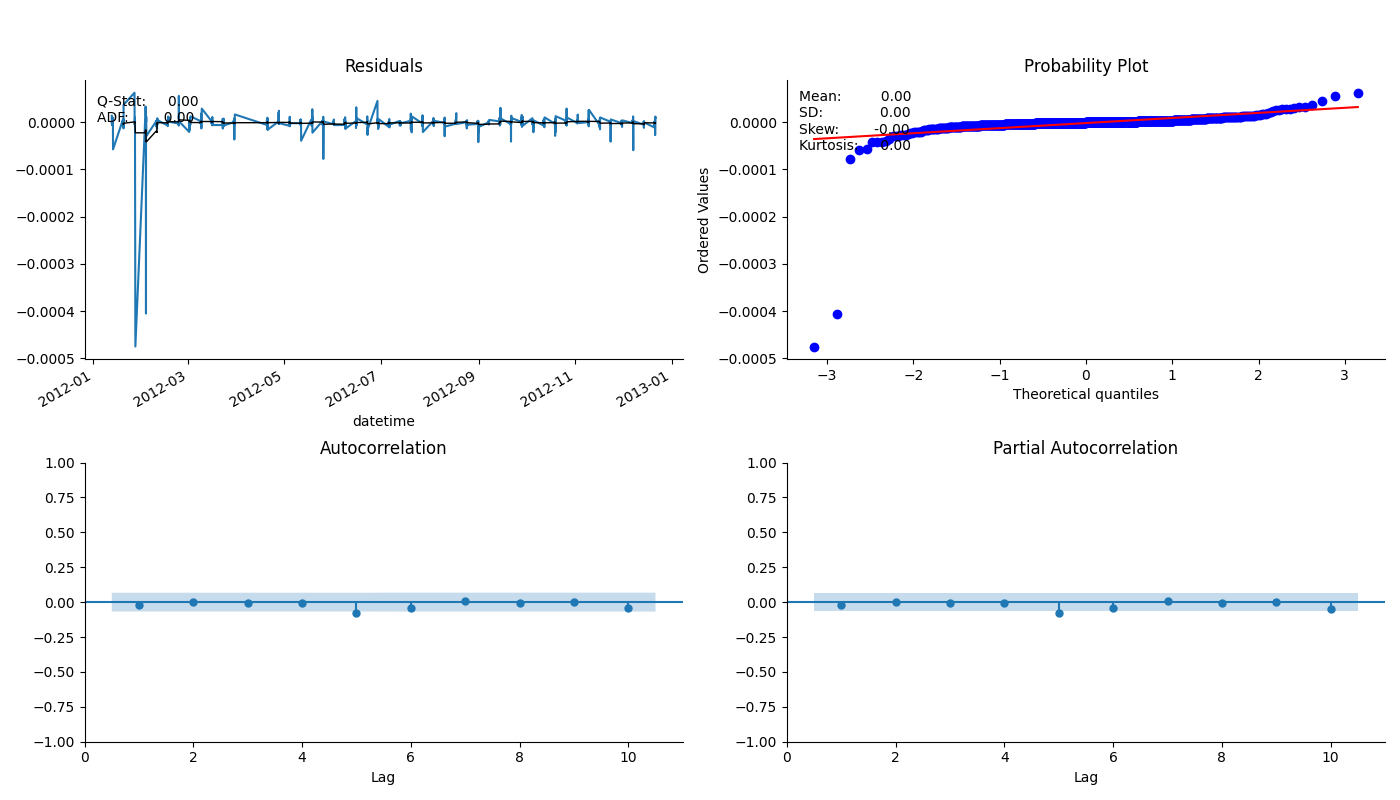 Residuals
Q-Stat: 0.00
ADF: 0.00
0.0000
−0.0001
−0.0002
−0.0003
−0.0004
−0.0005
2012-01
2012-03
2012-05
2012-07
2012-09
2012-11
2013-01
datetime
Probability Plot
Mean: 0.00
SD: 0.00
Skew: -0.00
Kurtosis: 0.00
Ordered Values
0.0000
−0.0001
−0.0002
−0.0003
−0.0004
−0.0005
−3 −2 −1 0 1 2 3
Theoretical quantiles
Autocorrelation
1.00
0.75
0.50
0.25
0.00
−0.25
−0.50
−0.75
−1.00
0 2 4 6 8 10
Lag
Partial Autocorrelation
1.00
0.75
0.50
0.25
0.00
−0.25
−0.50
−0.75
−1.00
0 2 4 6 8 10
Lag